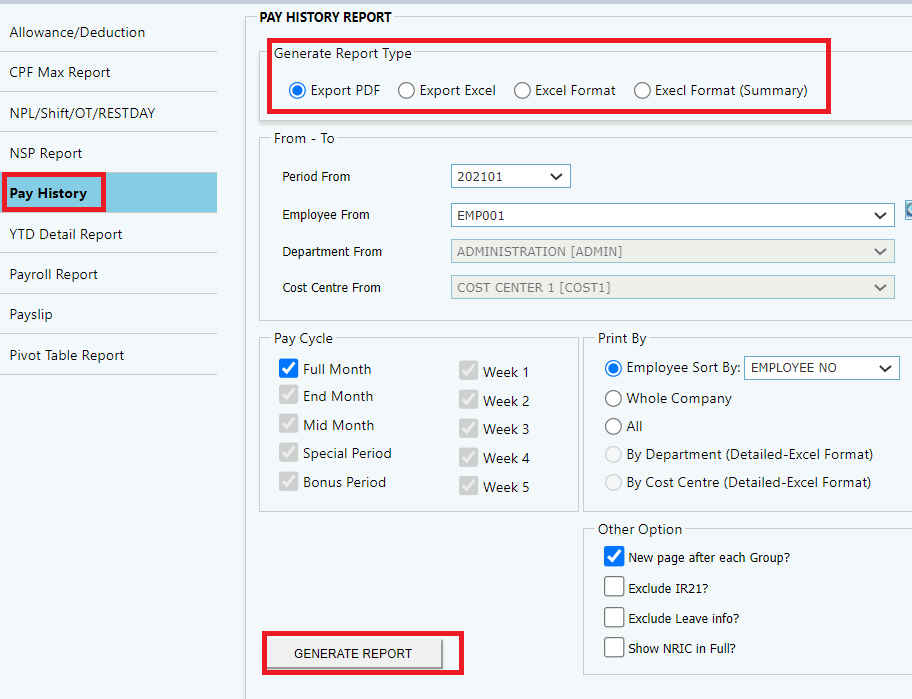 Allowance/Deduction
CPF Max Report
NPL/Shift/OT/RESTDAY
NSP Report
Pay History
YTD Detail Report
Payroll Report
Payslip
Pivot Table Report
PAY HISTORY REPORT
Generate Report Type
Export PDF Export Excel Excel Format Execl Format (Summary)
From - To
Period From 202101
Employee From EMP001
Department From ADMINISTRATION [ADMIN]
Cost Centre From COST CENTER 1 [COST1]
Pay Cycle
Full Month Week 1
End Month Week 2
Mid Month Week 3
Special Period Week 4
Bonus Period Week 5
Print By
Employee Sort By: EMPLOYEE NO
Whole Company
All
By Department (Detailed-Excel Format)
By Cost Centre (Detailed-Excel Format)
Other Option
New page after each Group?
Exclude IR21?
Exclude Leave info?
Show NRIC in Full?
GENERATE REPORT